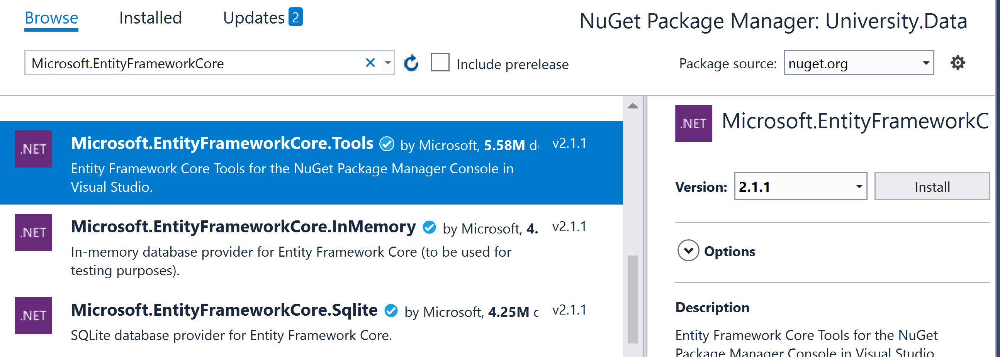 Browse Installed Updates 2 NuGet Package Manager: University.Data
Microsoft.EntityFrameworkCore Include prerelease Package source: nuget.org
.NET Microsoft.EntityFrameworkCore.Tools by Microsoft, 5.58M v2.1.1
Entity Framework Core Tools for the NuGet Package Manager Console in
Visual Studio.
.NET Microsoft.EntityFrameworkCore.InMemory by Microsoft, 4. v2.1.1
In-memory database provider for Entity Framework Core (to be used for
testing purposes).
.NET Microsoft.EntityFrameworkCore.Sqlite by Microsoft, 4.25M v2.1.1
SQLite database provider for Entity Framework Core.
.NET Microsoft.EntityFrameworkC
Version: 2.1.1 Install
Options
Description
Entity Framework Core Tools for the NuGet
Package Manager Console in Visual Studio